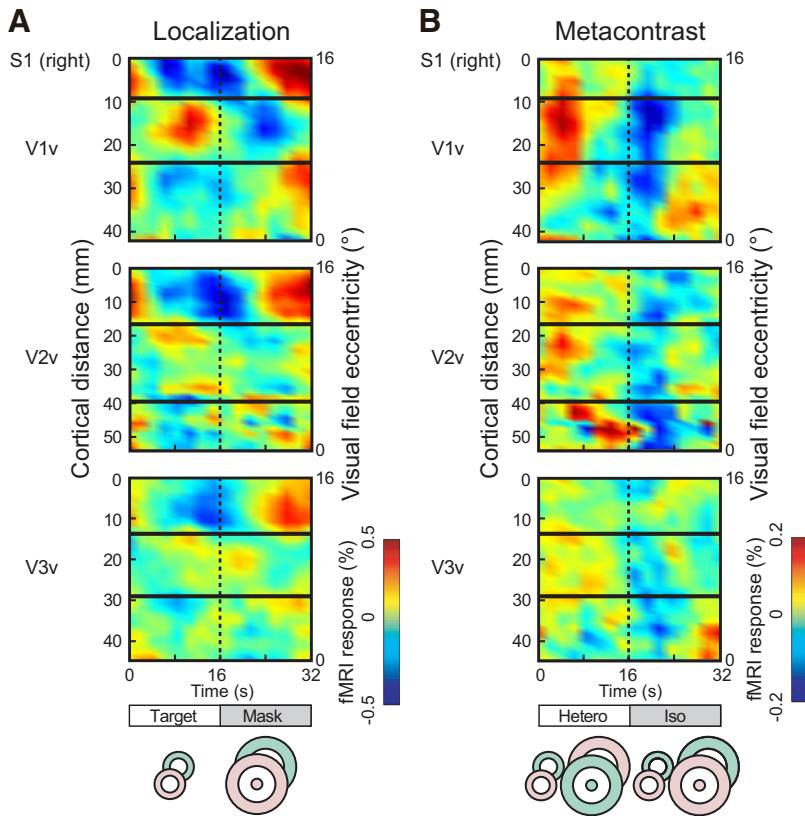 A
Localization
S1 (right)
0
10
20
30
40
V1v
16
0
0
10
20
30
40
50
V2v
16
0
0
10
20
30
40
V3v
16
0
Cortical distance (mm)
Visual field eccentricity (°)
0
16
32
Time (s)
Target
Mask
0.5
0
-0.5
fMRI response (%)
B
Metacontrast
S1 (right)
0
10
20
30
40
V1v
16
0
0
10
20
30
40
50
V2v
16
0
0
10
20
30
40
V3v
16
0
Cortical distance (mm)
Visual field eccentricity (°)
0
16
32
Time (s)
Hetero
Iso
0.2
0
-0.2
fMRI response (%)